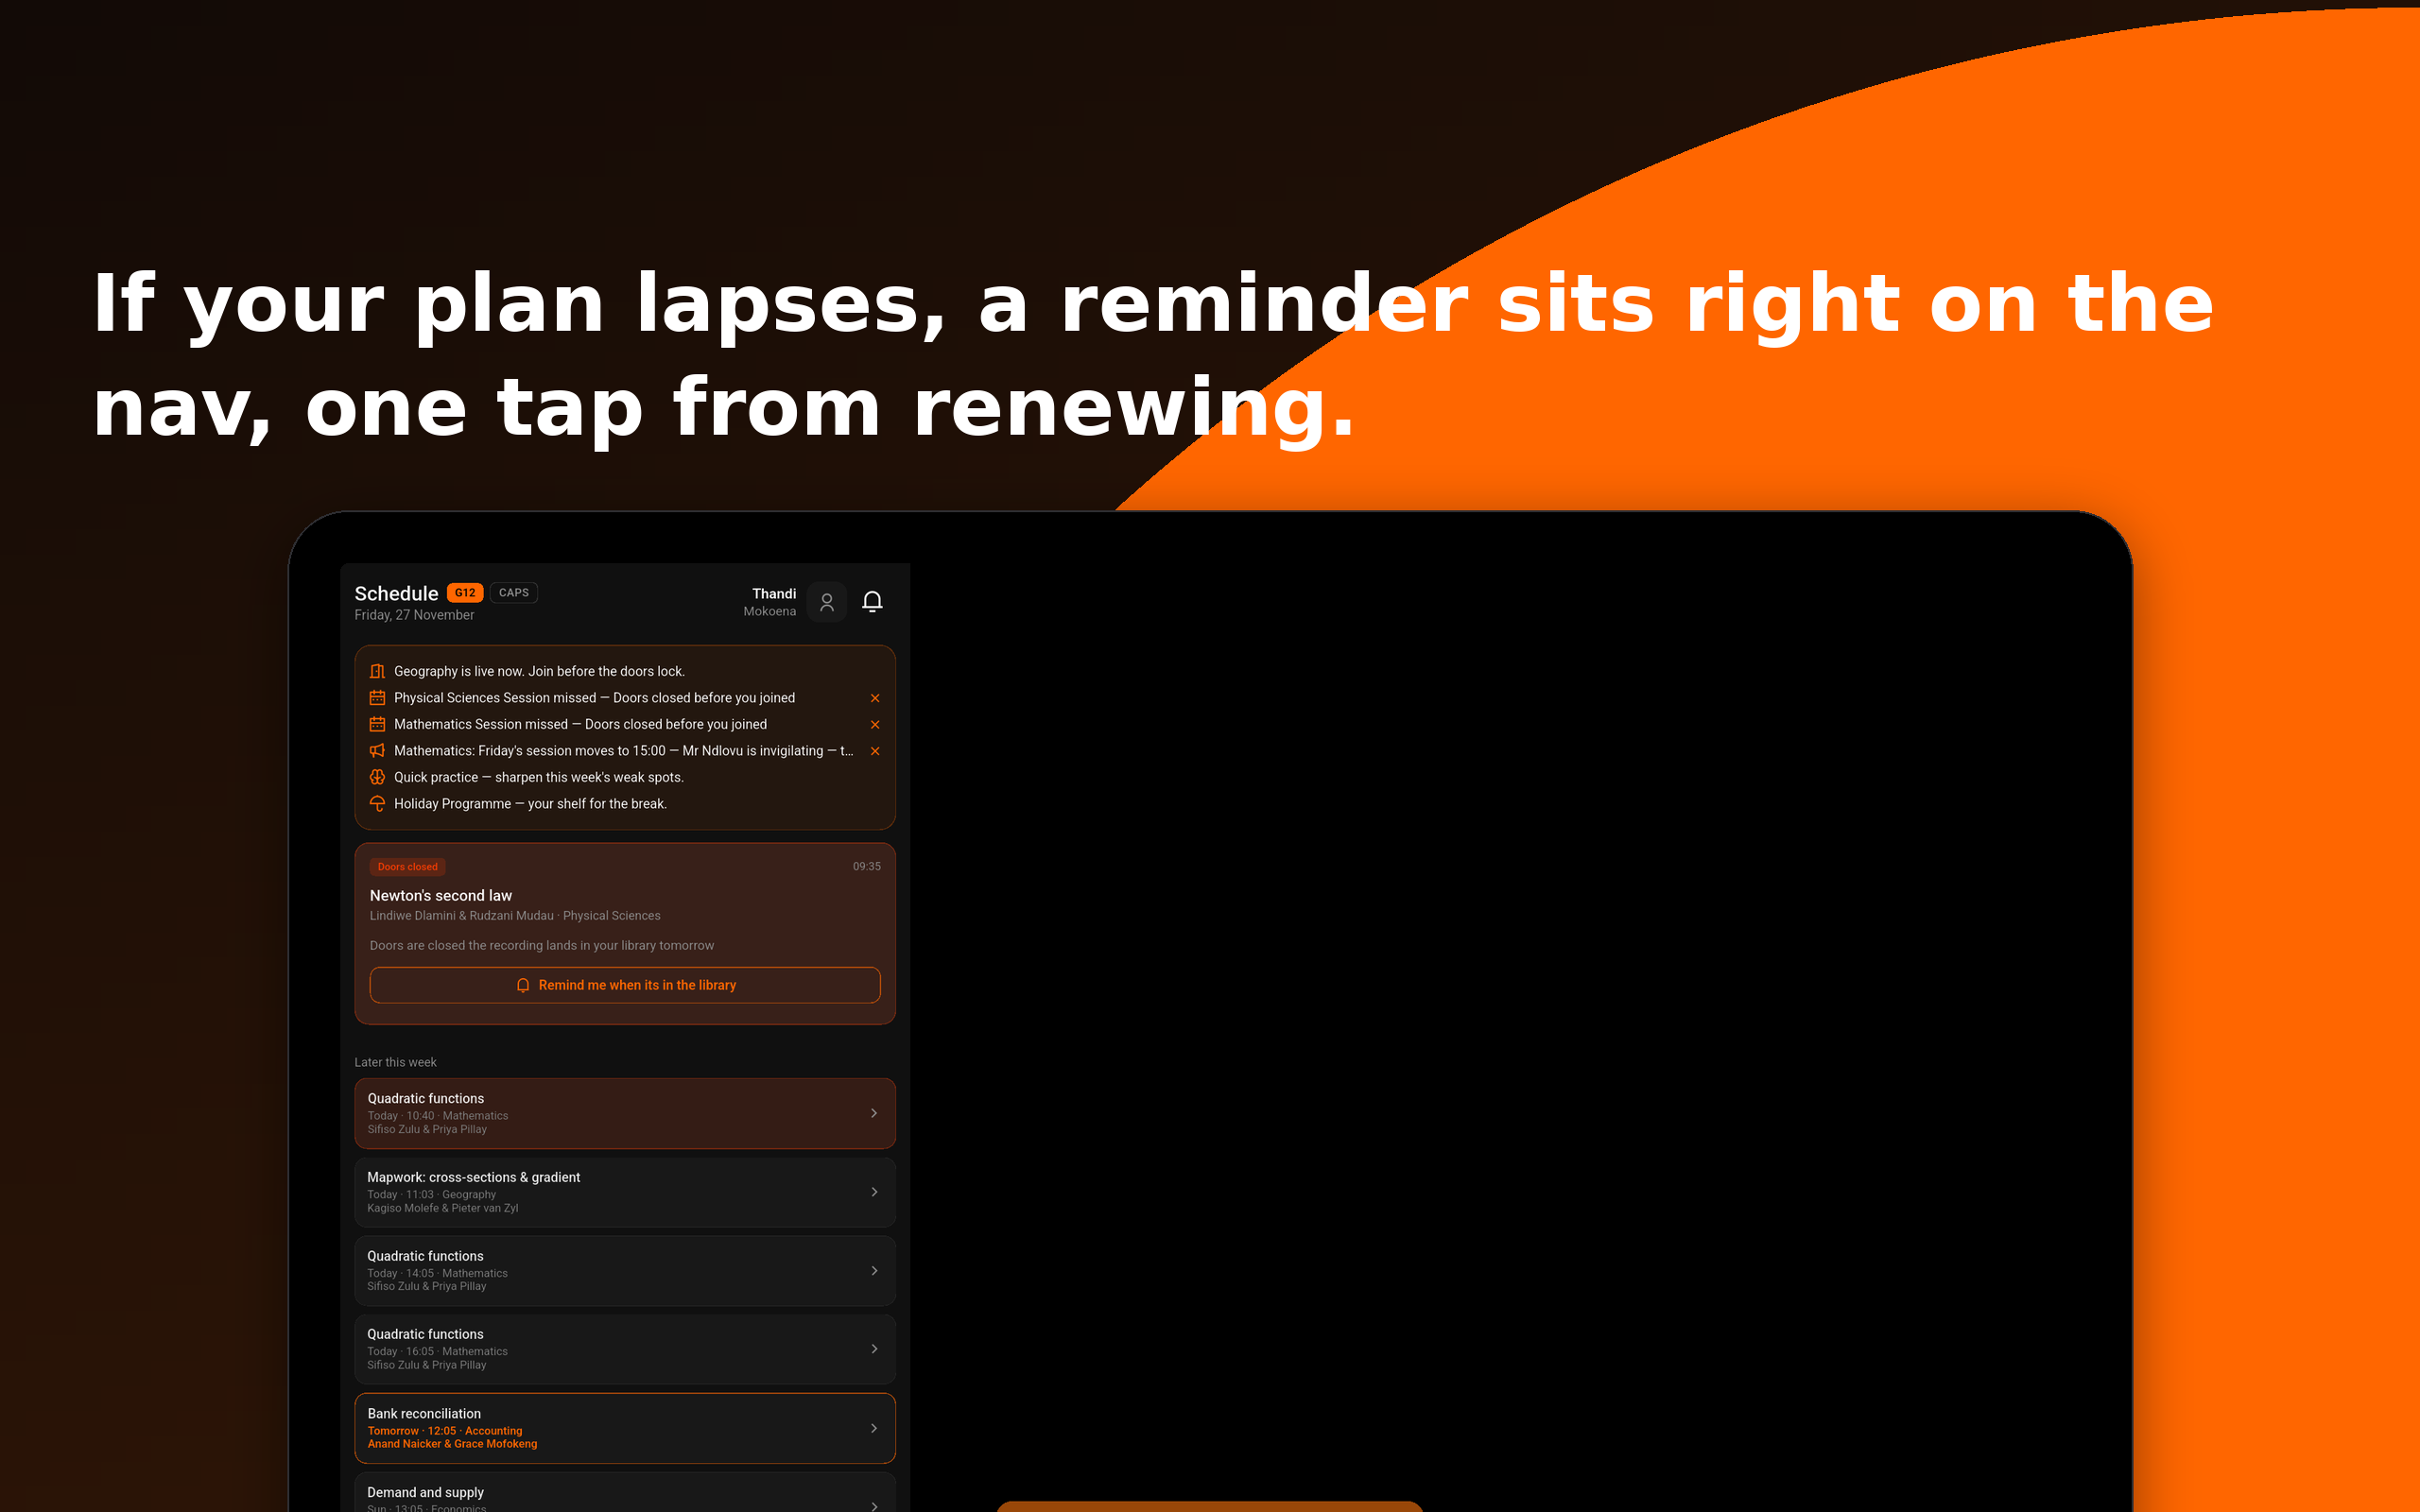 If your plan lapses, a reminder sits right on the
nav, one tap from renewing.
Schedule G12 CAPS
Friday, 27 November
Thandi
Mokoena
Geography is live now. Join before the doors lock.
Physical Sciences Session missed — Doors closed before you joined
Mathematics Session missed — Doors closed before you joined
Mathematics: Friday's session moves to 15:00 — Mr Ndlovu is invigilating — t…
Quick practice — sharpen this week's weak spots.
Holiday Programme — your shelf for the break.
Doors closed 09:35
Newton's second law
Lindiwe Dlamini & Rudzani Mudau · Physical Sciences
Doors are closed the recording lands in your library tomorrow
Remind me when its in the library
Later this week
Quadratic functions
Today · 10:40 · Mathematics
Sifiso Zulu & Priya Pillay
Mapwork: cross-sections & gradient
Today · 11:03 · Geography
Kagiso Molefe & Pieter van Zyl
Quadratic functions
Today · 14:05 · Mathematics
Sifiso Zulu & Priya Pillay
Quadratic functions
Today · 16:05 · Mathematics
Sifiso Zulu & Priya Pillay
Bank reconciliation
Tomorrow · 12:05 · Accounting
Anand Naicker & Grace Mofokeng
Demand and supply
Sun · 13:05 · Economics